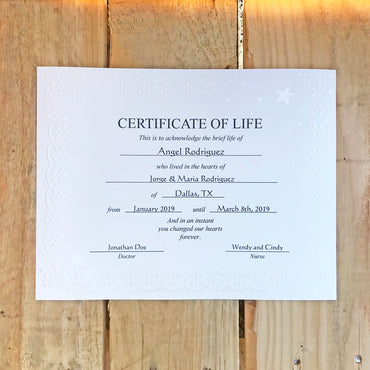 CERTIFICATE OF LIFE
This is to acknowledge the brief life of
Angel Rodriguez
who lived in the hearts of
Jorge & Maria Rodriguez
of Dallas, TX
from January 2019 until March 8th, 2019
And in an instant
you changed our hearts
forever.
Jonathan Doe Wendy and Cindy
Doctor Nurse